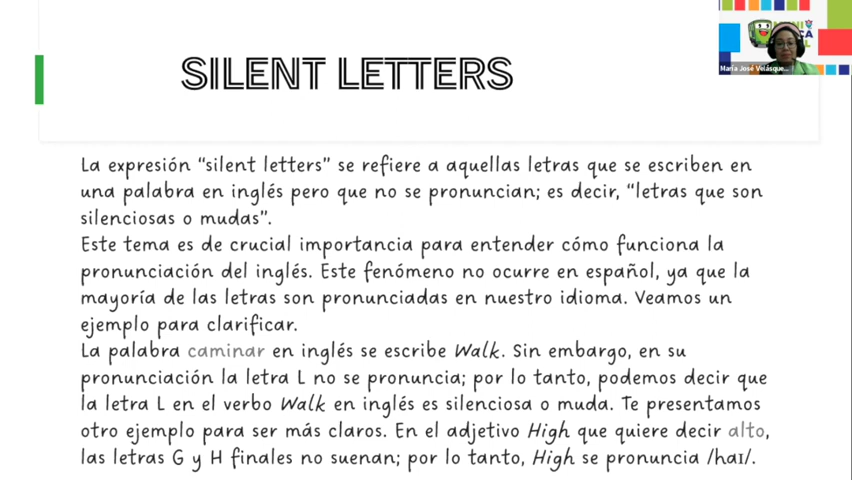 SILENT LETTERS
María José Velásque...
La expresión “silent letters” se refiere a aquellas letras que se escriben en
una palabra en inglés pero que no se pronuncian; es decir, “letras que son
silenciosas o mudas”.
Este tema es de crucial importancia para entender cómo funciona la
pronunciación del inglés. Este fenómeno no ocurre en español, ya que la
mayoría de las letras son pronunciadas en nuestro idioma. Veamos un
ejemplo para clarificar.
La palabra caminar en inglés se escribe Walk. Sin embargo, en su
pronunciación la letra L no se pronuncia; por lo tanto, podemos decir que
la letra L en el verbo Walk en inglés es silenciosa o muda. Te presentamos
otro ejemplo para ser más claros. En el adjetivo High que quiere decir alto,
las letras G y H finales no suenan; por lo tanto, High se pronuncia /haɪ/.